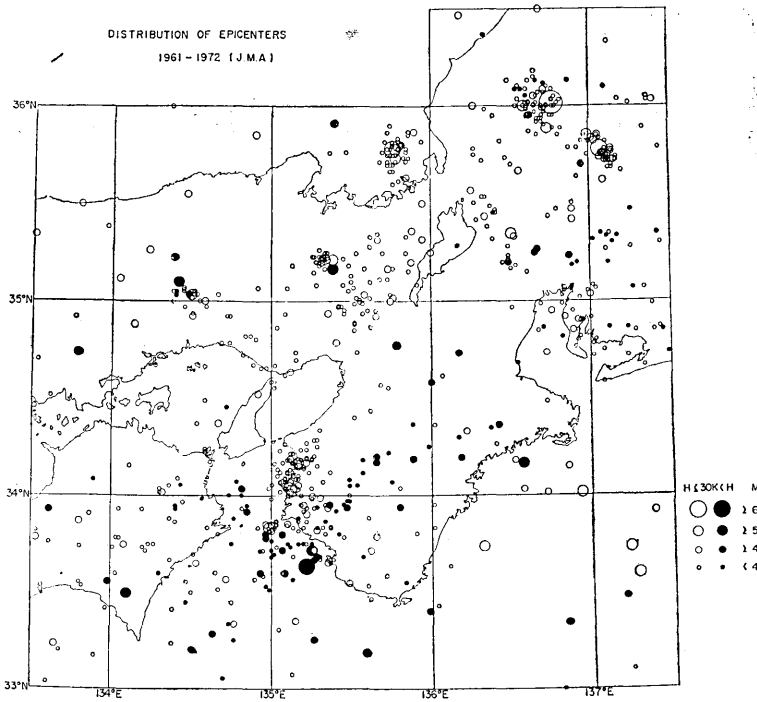 DISTRIBUTION OF EPICENTERS
1961 - 1972 (J.M.A)
36°N
35°N
34°N
33°N
134°E
135°E
136°E
137°E
H≦30K<H M
≧6
≧5
≧4
<4